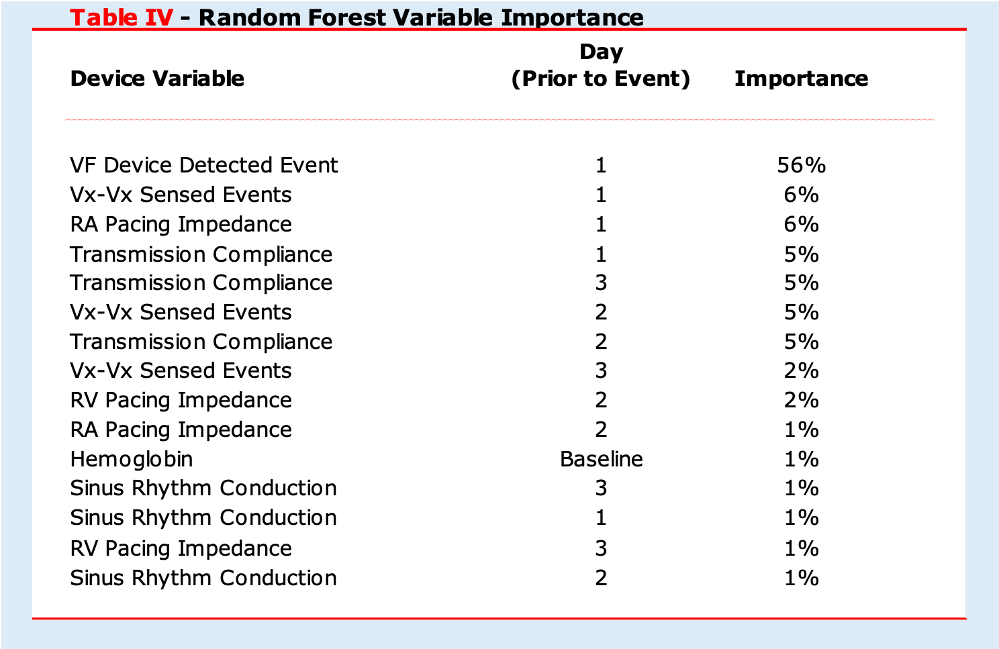 Table IV - Random Forest Variable Importance
Day
Device Variable (Prior to Event) Importance
VF Device Detected Event 1 56%
Vx-Vx Sensed Events 1 6%
RA Pacing Impedance 1 6%
Transmission Compliance 1 5%
Transmission Compliance 3 5%
Vx-Vx Sensed Events 2 5%
Transmission Compliance 2 5%
Vx-Vx Sensed Events 3 2%
RV Pacing Impedance 2 2%
RA Pacing Impedance 2 1%
Hemoglobin Baseline 1%
Sinus Rhythm Conduction 3 1%
Sinus Rhythm Conduction 1 1%
RV Pacing Impedance 3 1%
Sinus Rhythm Conduction 2 1%